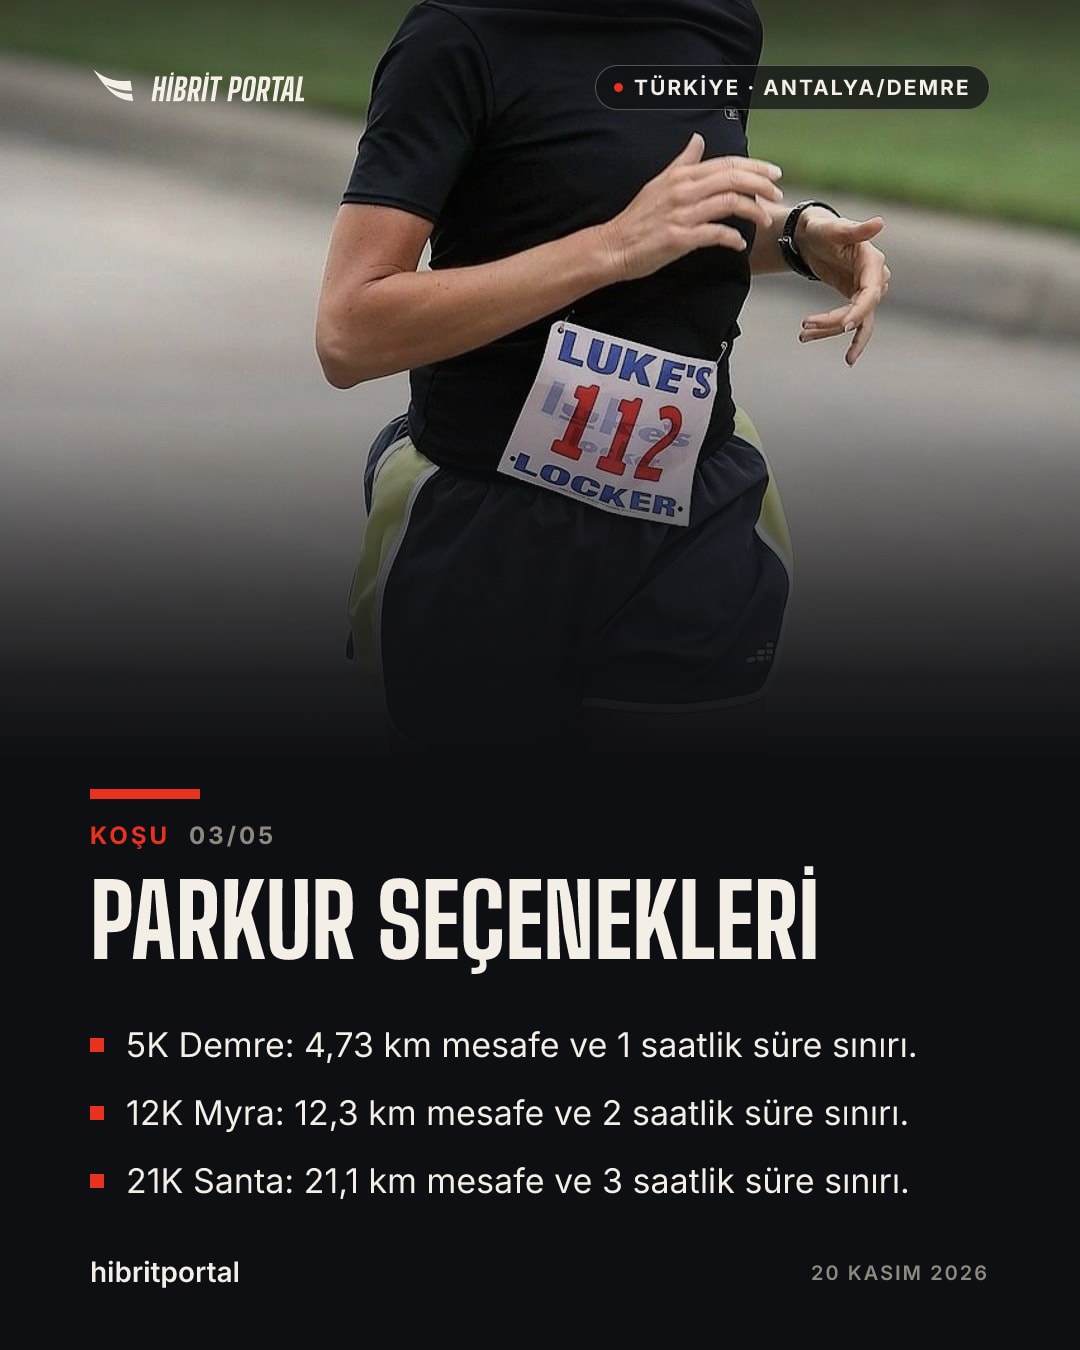 HİBRİT PORTAL
TÜRKİYE · ANTALYA/DEMRE
LUKE'S
112
LOCKER
KOŞU 03/05
PARKUR SEÇENEKLERİ
5K Demre: 4,73 km mesafe ve 1 saatlik süre sınırı.
12K Myra: 12,3 km mesafe ve 2 saatlik süre sınırı.
21K Santa: 21,1 km mesafe ve 3 saatlik süre sınırı.
hibritportal
20 KASIM 2026